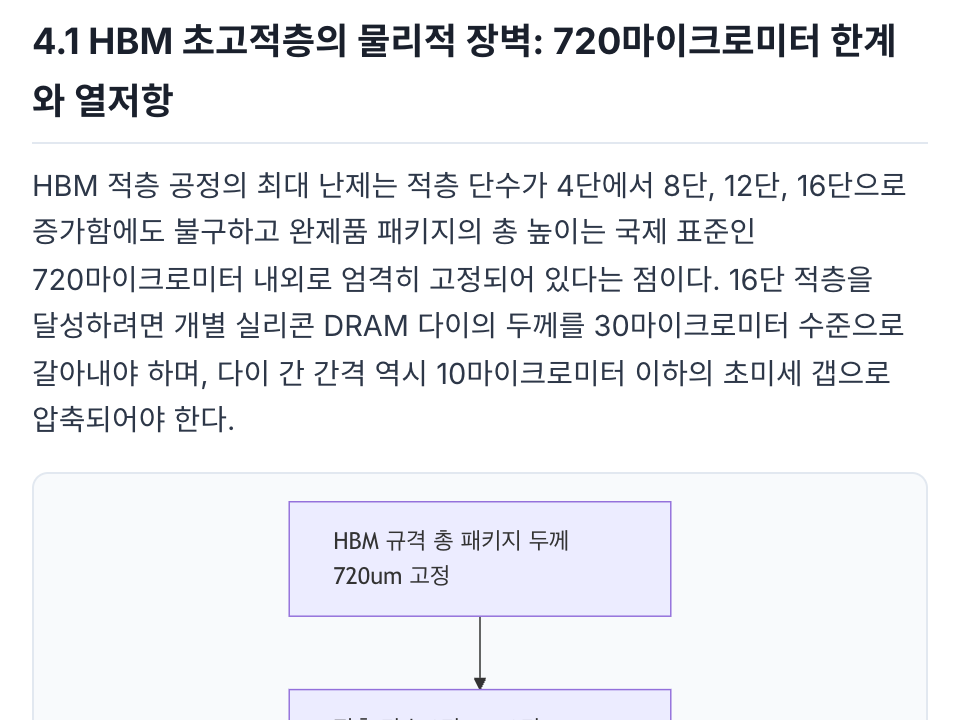 4.1 HBM 초고적층의 물리적 장벽: 720마이크로미터 한계
와 열저항
HBM 적층 공정의 최대 난제는 적층 단수가 4단에서 8단, 12단, 16단으로
증가함에도 불구하고 완제품 패키지의 총 높이는 국제 표준인
720마이크로미터 내외로 엄격히 고정되어 있다는 점이다. 16단 적층을
달성하려면 개별 실리콘 DRAM 다이의 두께를 30마이크로미터 수준으로
갈아내야 하며, 다이 간 간격 역시 10마이크로미터 이하의 초미세 갭으로
압축되어야 한다.
HBM 규격 총 패키지 두께
720um 고정